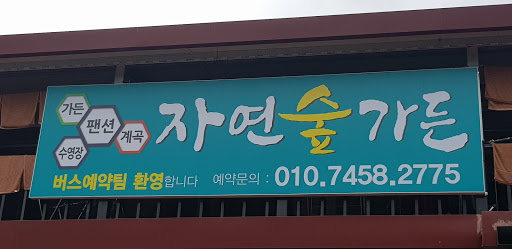 가든
팬션
계곡
수영장
자연숲가든
버스예약팀 환영합니다 예약문의 : 010.7458.2775